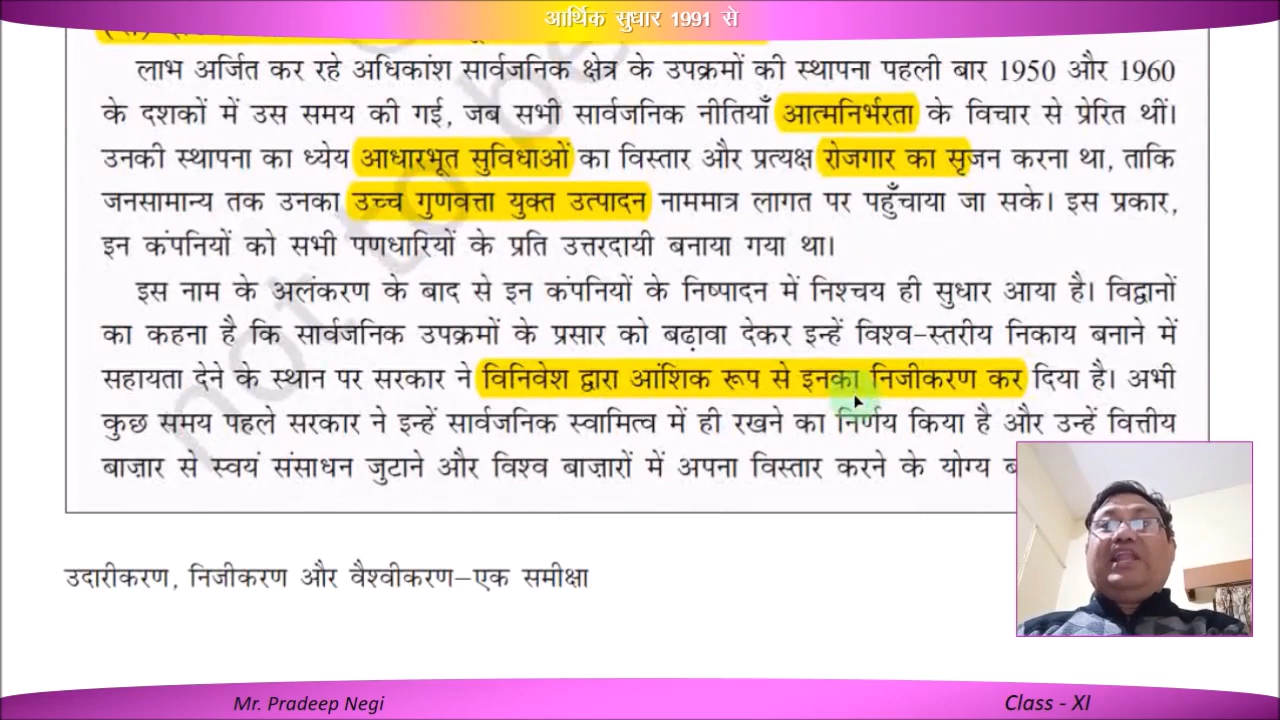 आर्थिक सुधार 1991 से
लाभ अर्जित कर रहे अधिकांश सार्वजनिक क्षेत्र के उपक्रमों की स्थापना पहली बार 1950 और 1960
के दशकों में उस समय की गई, जब सभी सार्वजनिक नीतियाँ आत्मनिर्भरता के विचार से प्रेरित थीं।
उनकी स्थापना का ध्येय आधारभूत सुविधाओं का विस्तार और प्रत्यक्ष रोजगार का सृजन करना था, ताकि
जनसामान्य तक उनका उच्च गुणवत्ता युक्त उत्पादन नाममात्र लागत पर पहुँचाया जा सके। इस प्रकार,
इन कंपनियों को सभी पणधारियों के प्रति उत्तरदायी बनाया गया था।
इस नाम के अलंकरण के बाद से इन कंपनियों के निष्पादन में निश्चय ही सुधार आया है। विद्वानों
का कहना है कि सार्वजनिक उपक्रमों के प्रसार को बढ़ावा देकर इन्हें विश्व-स्तरीय निकाय बनाने में
सहायता देने के स्थान पर सरकार ने विनिवेश द्वारा आंशिक रूप से इनका निजीकरण कर दिया है। अभी
कुछ समय पहले सरकार ने इन्हें सार्वजनिक स्वामित्व में ही रखने का निर्णय किया है और उन्हें वित्तीय
बाज़ार से स्वयं संसाधन जुटाने और विश्व बाज़ारों में अपना विस्तार करने के योग्य
not to be
उदारीकरण, निजीकरण और वैश्वीकरण–एक समीक्षा
Mr. Pradeep Negi
Class - XI